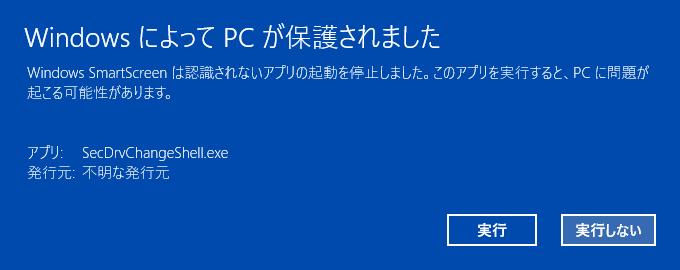 Windows によって PC が保護されました
Windows SmartScreen は認識されないアプリの起動を停止しました。このアプリを実行すると、PC に問題が
起こる可能性があります。
アプリ: SecDrvChangeShell.exe
発行元: 不明な発行元
実行 実行しない